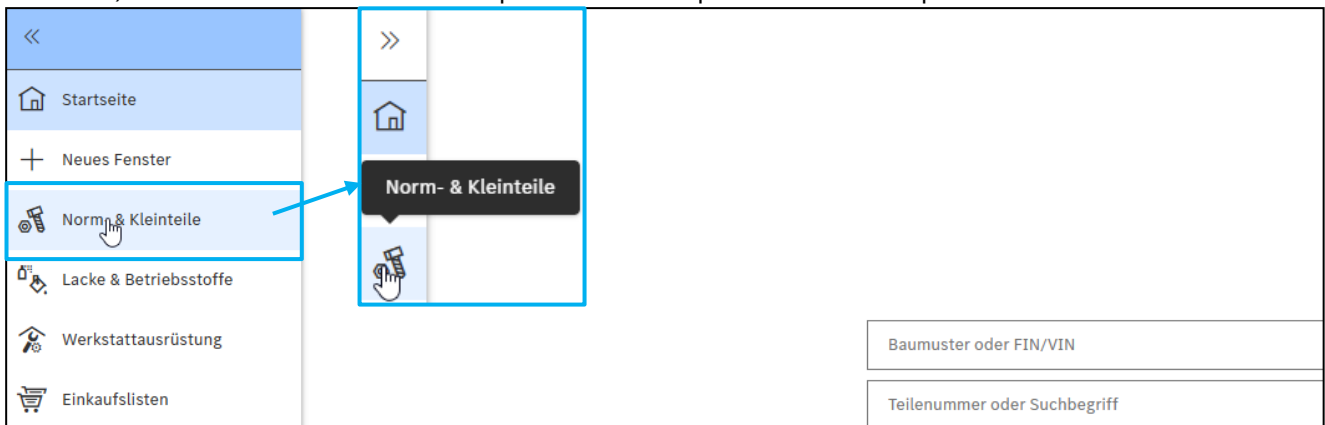 Startseite
Neues Fenster
Norm- & Kleinteile
Norm- & Kleinteile
Lacke & Betriebsstoffe
Werkstattausrüstung
Einkaufslisten
Baumuster oder FIN/VIN
Teilenummer oder Suchbegriff